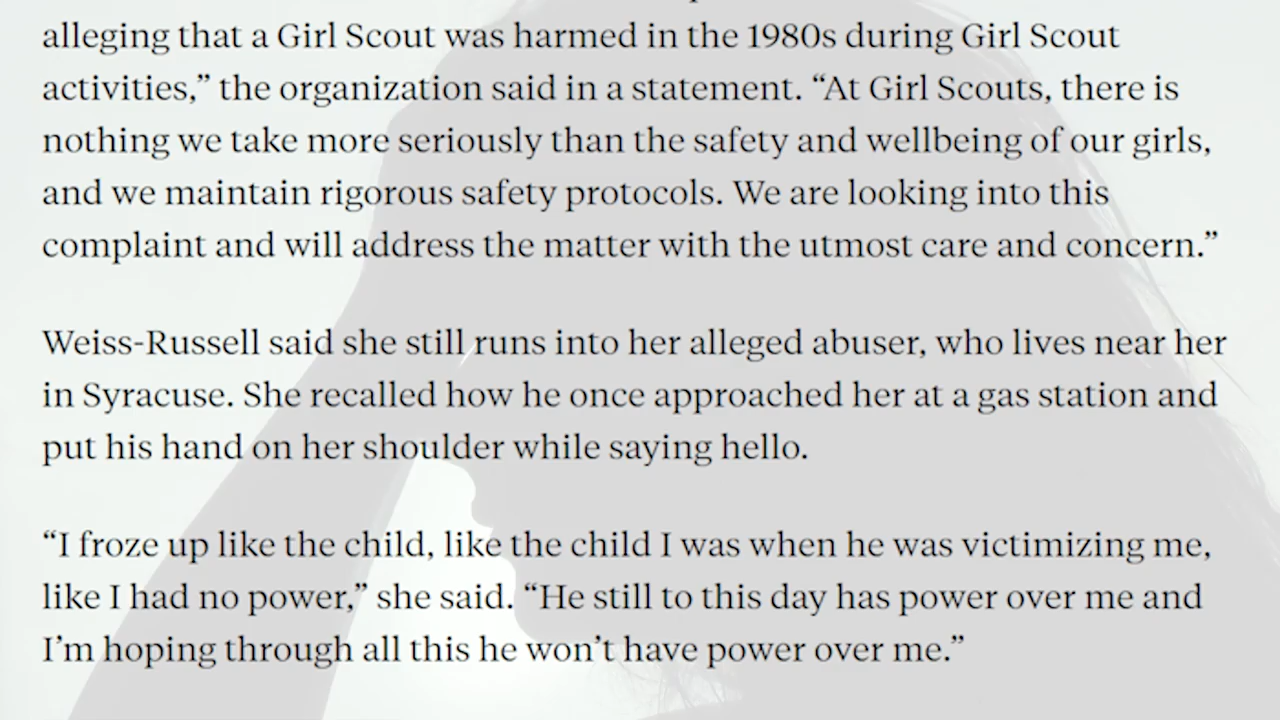 alleging that a Girl Scout was harmed in the 1980s during Girl Scout
activities,” the organization said in a statement. “At Girl Scouts, there is
nothing we take more seriously than the safety and wellbeing of our girls,
and we maintain rigorous safety protocols. We are looking into this
complaint and will address the matter with the utmost care and concern.”
Weiss-Russell said she still runs into her alleged abuser, who lives near her
in Syracuse. She recalled how he once approached her at a gas station and
put his hand on her shoulder while saying hello.
“I froze up like the child, like the child I was when he was victimizing me,
like I had no power,” she said. “He still to this day has power over me and
I’m hoping through all this he won’t have power over me.”